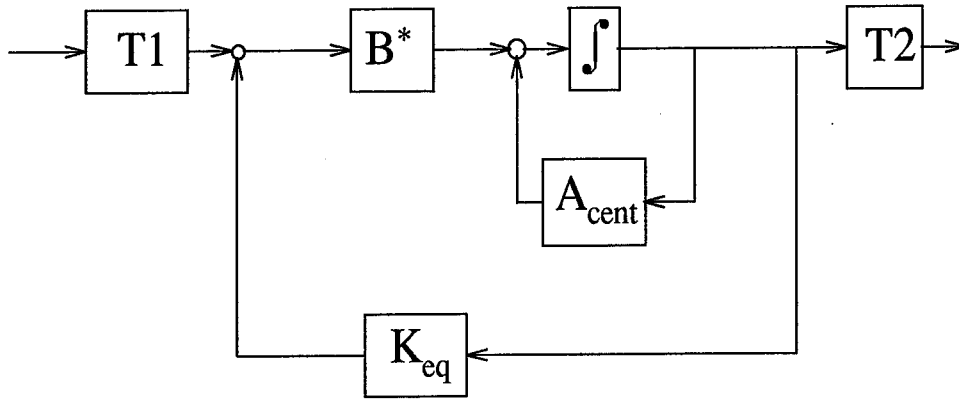 T1
B*
∫
T2
A_cent
K_eq